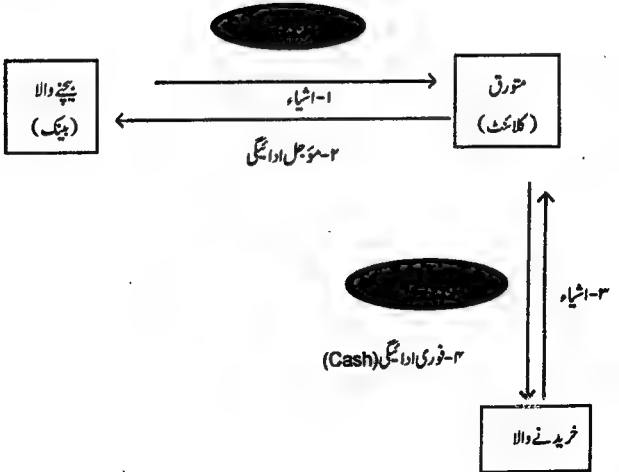 بیچنے والا
(بینک)
متورق
(کلائنٹ)
۱-اشیاء
۲-مؤجل ادائیگی
۳-اشیاء
۴-فوری ادائیگی (Cash)
خریدنے والا